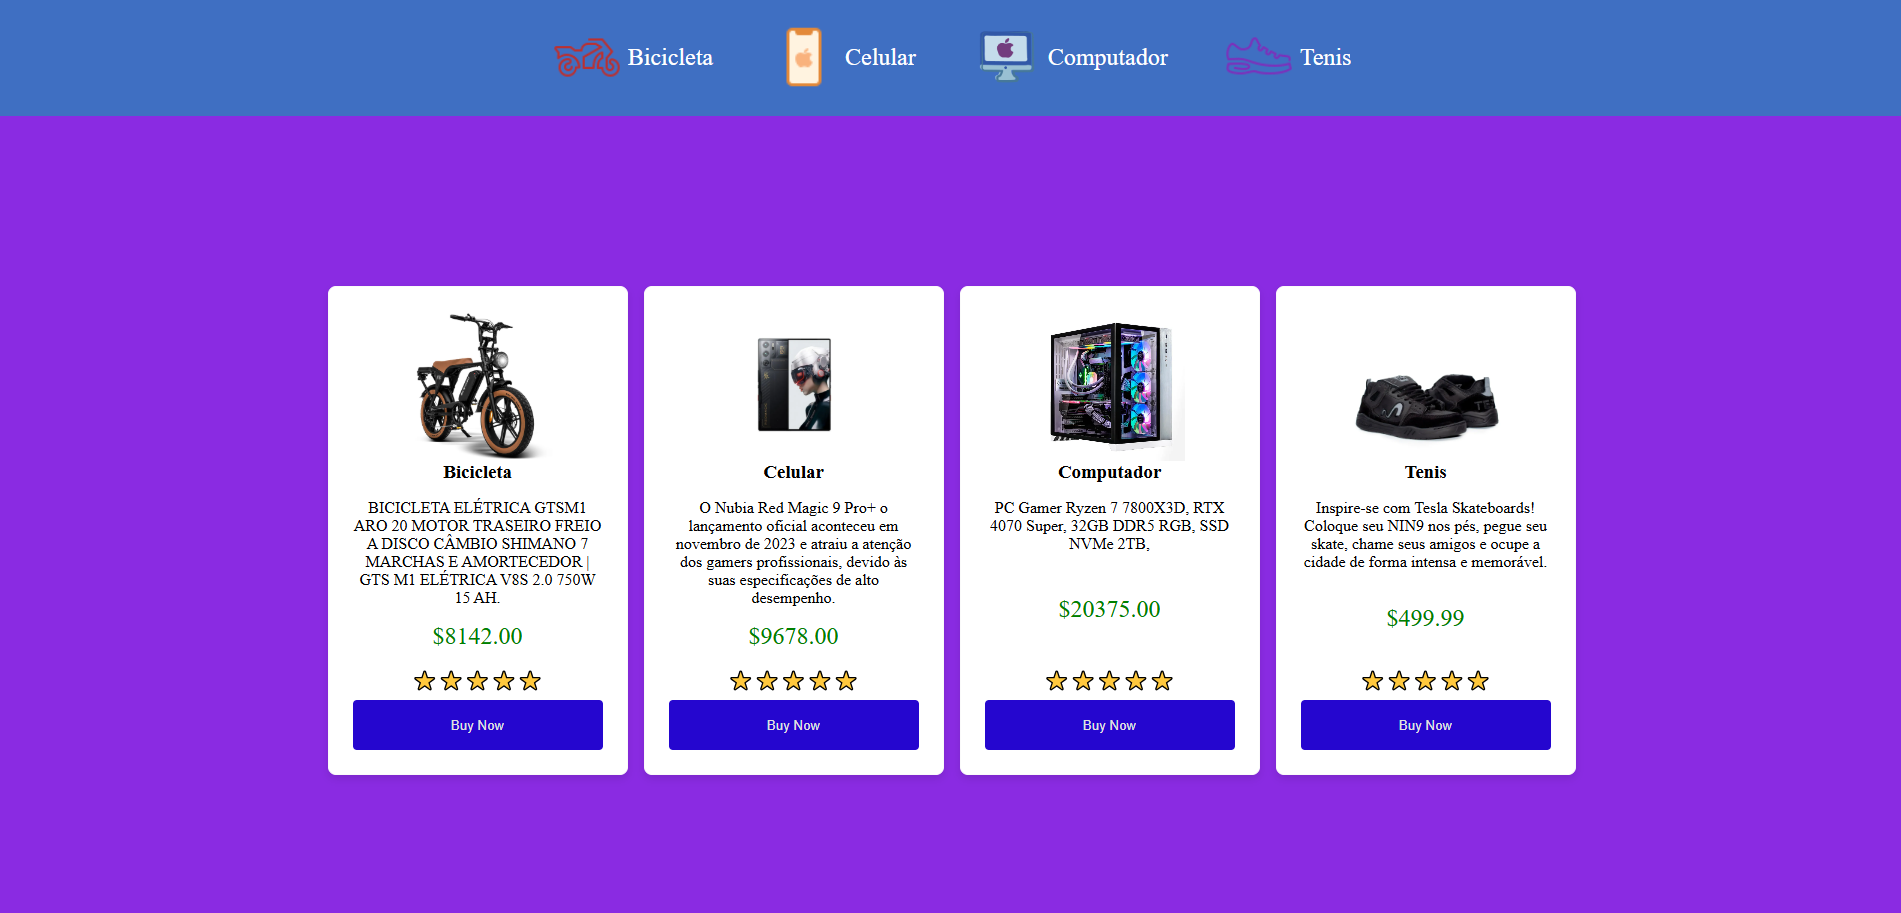 Bicicleta
Celular
Computador
Tenis
Bicicleta
BICICLETA ELÉTRICA GTSM1
ARO 20 MOTOR TRASEIRO FREIO
A DISCO CÂMBIO SHIMANO 7
MARCHAS E AMORTECEDOR |
GTS M1 ELÉTRICA V8S 2.0 750W
15 AH.
$8142.00
Buy Now
Celular
O Nubia Red Magic 9 Pro+ o
lançamento oficial aconteceu em
novembro de 2023 e atraiu a atenção
dos gamers profissionais, devido às
suas especificações de alto
desempenho.
$9678.00
Buy Now
Computador
PC Gamer Ryzen 7 7800X3D, RTX
4070 Super, 32GB DDR5 RGB, SSD
NVMe 2TB,
$20375.00
Buy Now
Tenis
Inspire-se com Tesla Skateboards!
Coloque seu NIN9 nos pés, pegue seu
skate, chame seus amigos e ocupe a
cidade de forma intensa e memorável.
$499.99
Buy Now